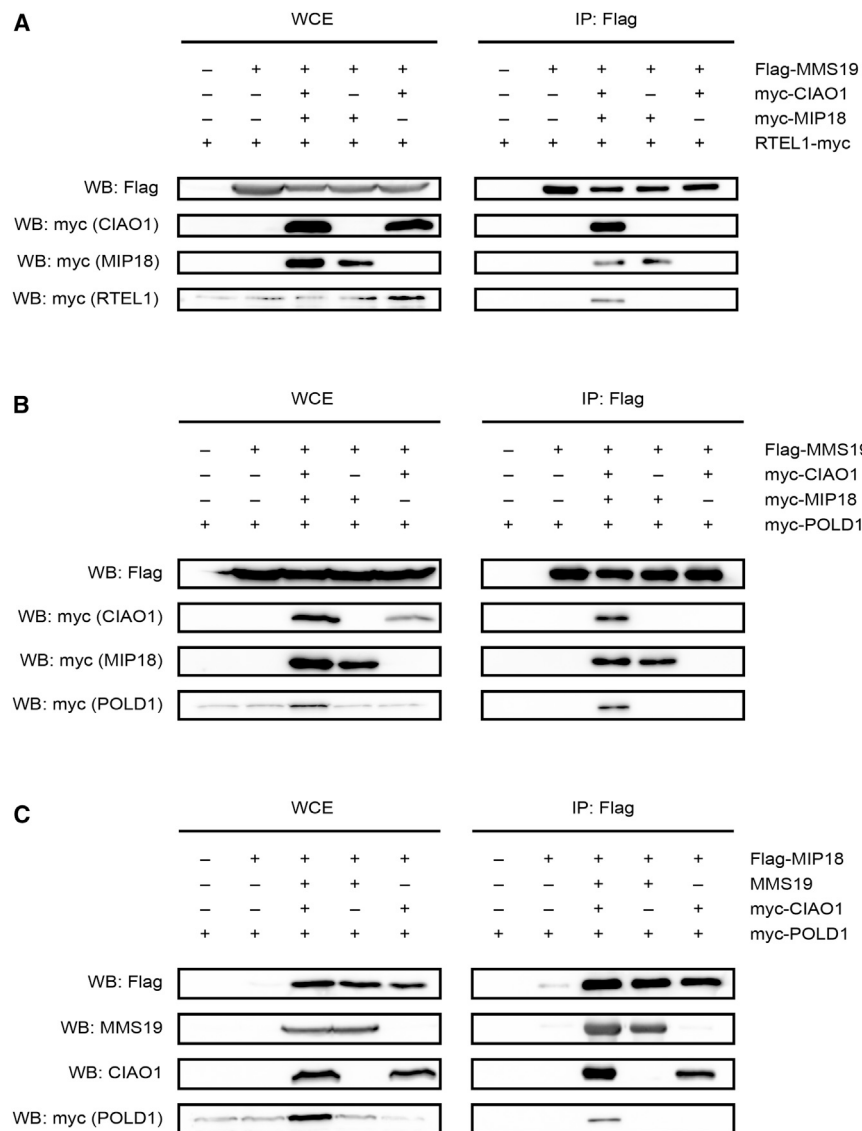 A
WCE
IP: Flag
– + + + + – + + + + Flag-MMS19
– – + – + – – + – + myc-CIAO1
– – + + – – – + + – myc-MIP18
+ + + + + + + + + + RTEL1-myc
WB: Flag
WB: myc (CIAO1)
WB: myc (MIP18)
WB: myc (RTEL1)
B
WCE
IP: Flag
– + + + + – + + + + Flag-MMS19
– – + – + – – + – + myc-CIAO1
– – + + – – – + + – myc-MIP18
+ + + + + + + + + + myc-POLD1
WB: Flag
WB: myc (CIAO1)
WB: myc (MIP18)
WB: myc (POLD1)
C
WCE
IP: Flag
– + + + + – + + + + Flag-MIP18
– – + + – – – + + – MMS19
– – + – + – – + – + myc-CIAO1
+ + + + + + + + + + myc-POLD1
WB: Flag
WB: MMS19
WB: CIAO1
WB: myc (POLD1)